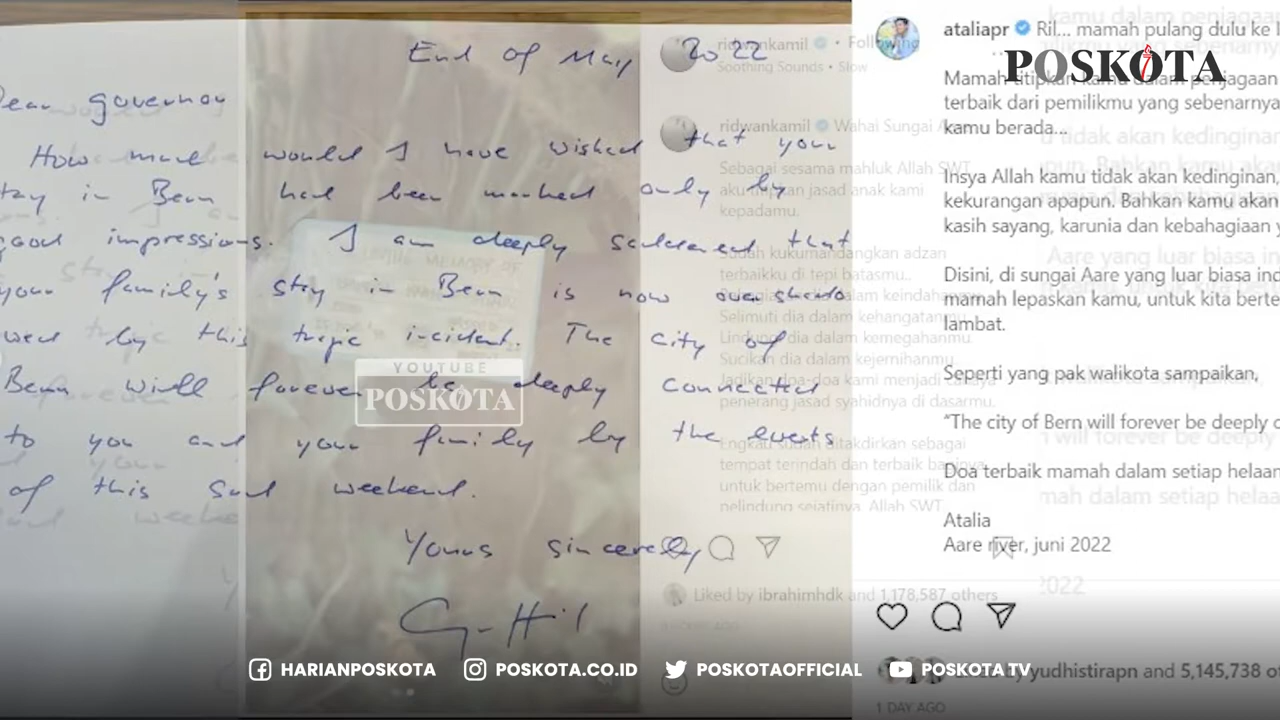 End of May 2022
Dear governor
How much would I have wished that your
stay in Bern had been marked only by
good impressions. I am deeply saddened that
your family's stay in Bern is now overshado
wed by this tragic incident. The city of
Bern will forever be deeply connected
to you and your family by the events
of this sad weekend.
Yours sincerely
YOUTUBE
POSKOTA
ridwankamil • Following
Soothing Sounds • Slow
ridwankamil Wahai Sungai
Sebagai sesama mahluk Allah SWT
aku titipkan jasad anak kami
kepadamu.
Sudah kukumandangkan adzan
terbaikku di tepi batasmu..
dalam keindahanmu
Selimuti dia dalam kehangatanmu
Lindungi dia dalam kemegahanmu
Sucikan dia dalam kejernihanmu
Jadikan doa-doa kami menjadi cahaya
penerang jasad syahidnya di dasarmu.
Engkau sudah ditakdirkan sebagai
tempat terindah dan terbaik baginya
untuk bertemu dengan pemilik dan
pelindung sejatinya, Allah SWT
Liked by ibrahimhdk and 1,178,587 others
ataliapr Ril... mamah pulang dulu ke
POSKOTA
Mamah titipkan kamu dalam penjagaan
terbaik dari pemilikmu yang sebenarnya
kamu berada...
Insya Allah kamu tidak akan kedinginan,
kekurangan apapun. Bahkan kamu akan
kasih sayang, karunia dan kebahagiaan
Disini, di sungai Aare yang luar biasa
mamah lepaskan kamu, untuk kita
lambat.
Seperti yang pak walikota sampaikan,
“The city of Bern will forever be deeply
Doa terbaik mamah dalam setiap
Atalia
Aare river, juni 2022
yudhistirapn and 5,145,738
1 DAY AGO
HARIANPOSKOTA POSKOTA.CO.ID POSKOTAOFFICIAL POSKOTA TV